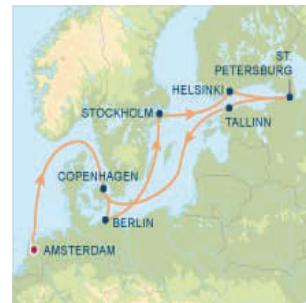 ST.
PETERSBURG
HELSINKI
STOCKHOLM
TALLINN
COPENHAGEN
BERLIN
AMSTERDAM